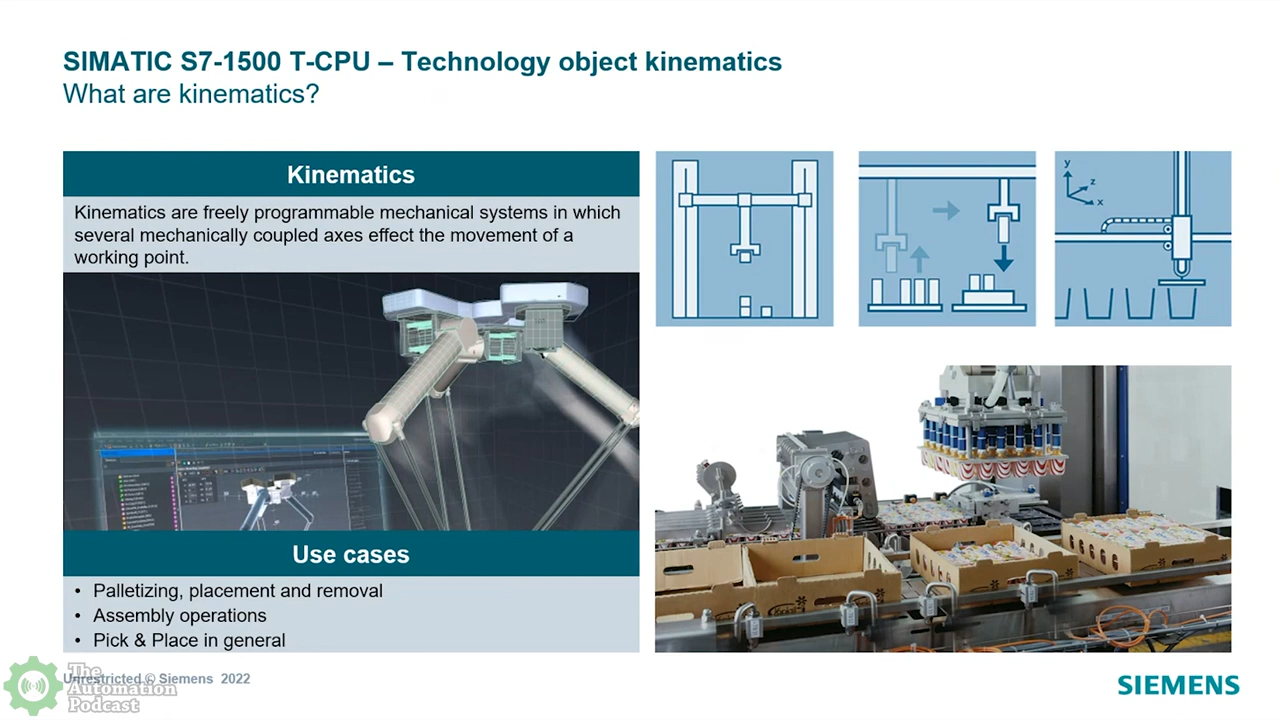 SIMATIC S7-1500 T-CPU – Technology object kinematics
What are kinematics?
Kinematics
Kinematics are freely programmable mechanical systems in which
several mechanically coupled axes effect the movement of a
working point.
y
z
x
Use cases
• Palletizing, placement and removal
• Assembly operations
• Pick & Place in general
Unrestricted © Siemens 2022
The
Automation
Podcast
SIEMENS